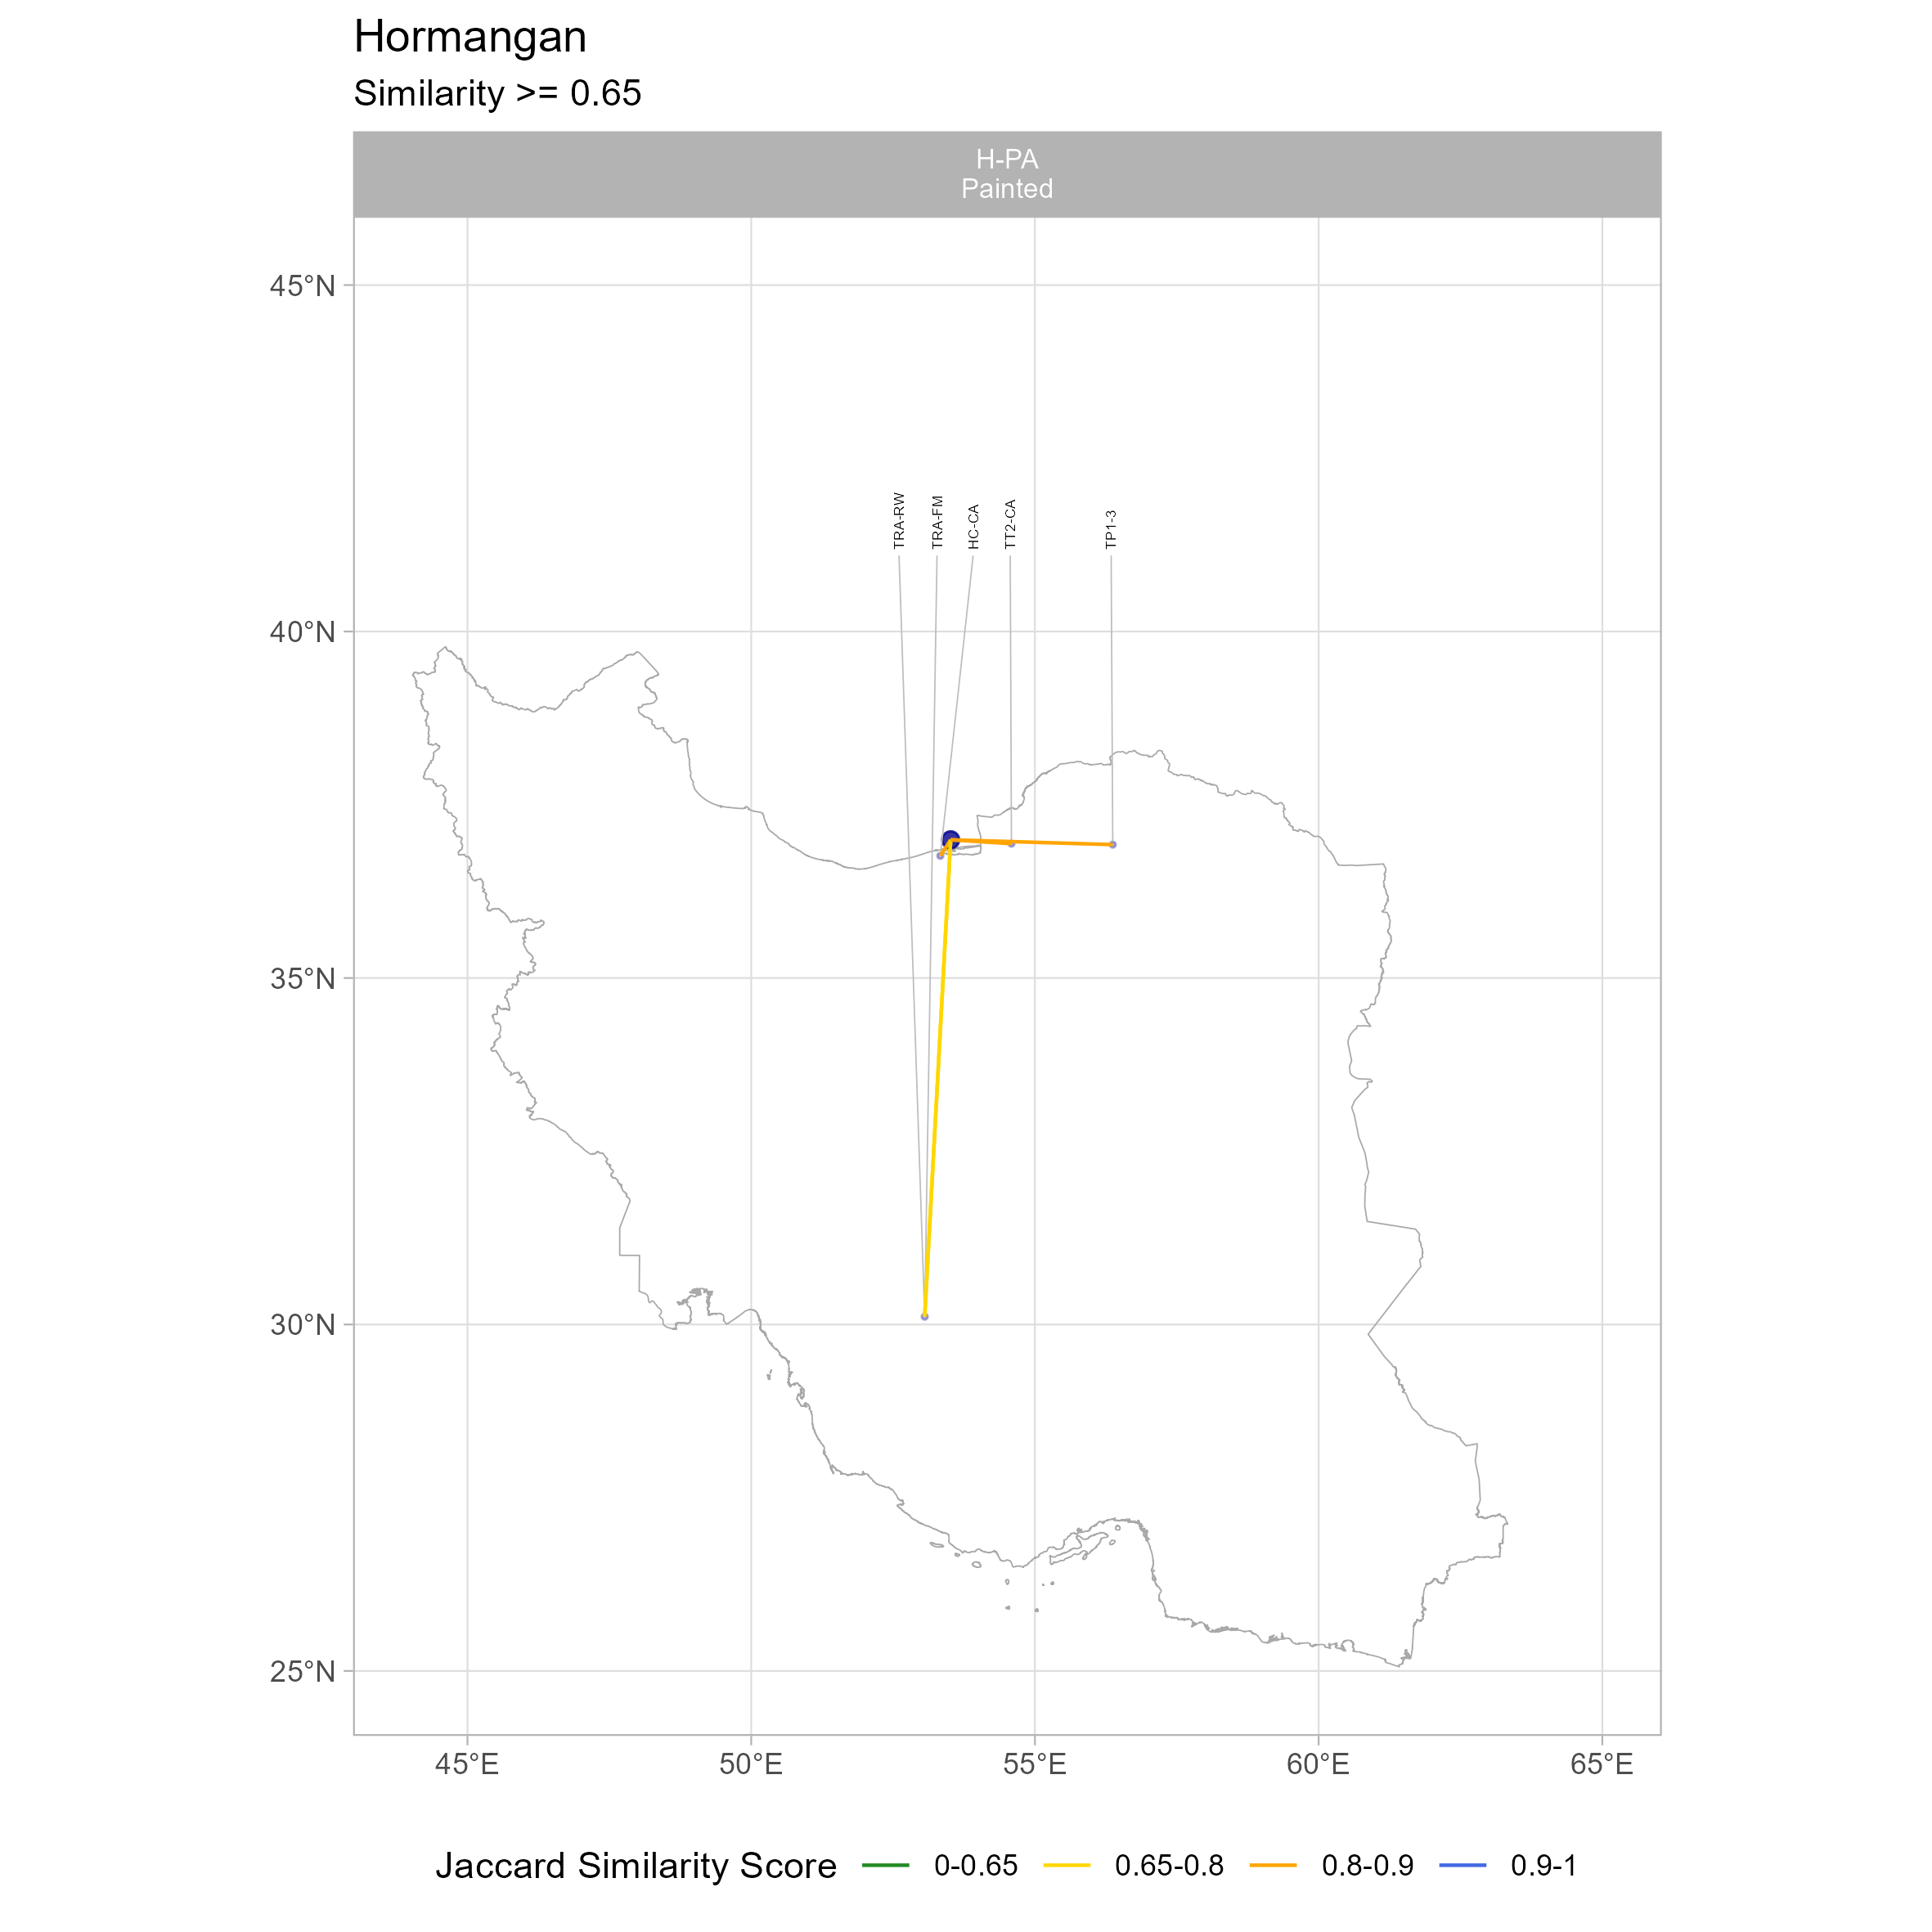 Hormangan
Similarity >= 0.65
H-PA
Painted
45°N
40°N
35°N
30°N
25°N
TRA-RW
TRA-FM
HC-CA
TT2-CA
TP1-3
45°E
50°E
55°E
60°E
65°E
Jaccard Similarity Score 0-0.65 0.65-0.8 0.8-0.9 0.9-1